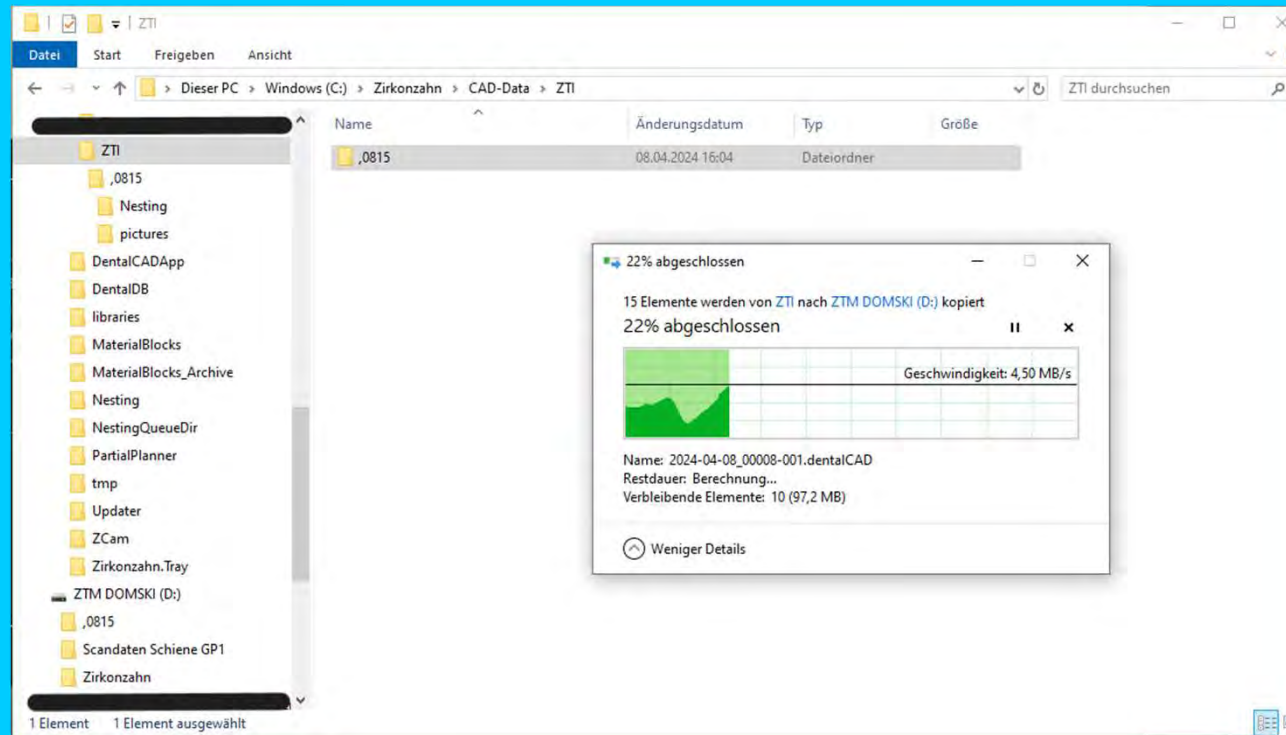 ZTI
Datei Start Freigeben Ansicht
Dieser PC > Windows (C:) > Zirkonzahn > CAD-Data > ZTI
ZTI durchsuchen
Name Änderungsdatum Typ Größe
,0815 08.04.2024 16:04 Dateiordner
ZTI
,0815
Nesting
pictures
DentalCADApp
DentalDB
libraries
MaterialBlocks
MaterialBlocks_Archive
Nesting
NestingQueueDir
PartialPlanner
tmp
Updater
ZCam
Zirkonzahn.Tray
ZTM DOMSKI (D:)
,0815
Scandaten Schiene GP1
Zirkonzahn
22% abgeschlossen
15 Elemente werden von ZTI nach ZTM DOMSKI (D:) kopiert
22% abgeschlossen
Geschwindigkeit: 4,50 MB/s
Name: 2024-04-08_00008-001.dentalCAD
Restdauer: Berechnung...
Verbleibende Elemente: 10 (97,2 MB)
Weniger Details
1 Element 1 Element ausgewählt